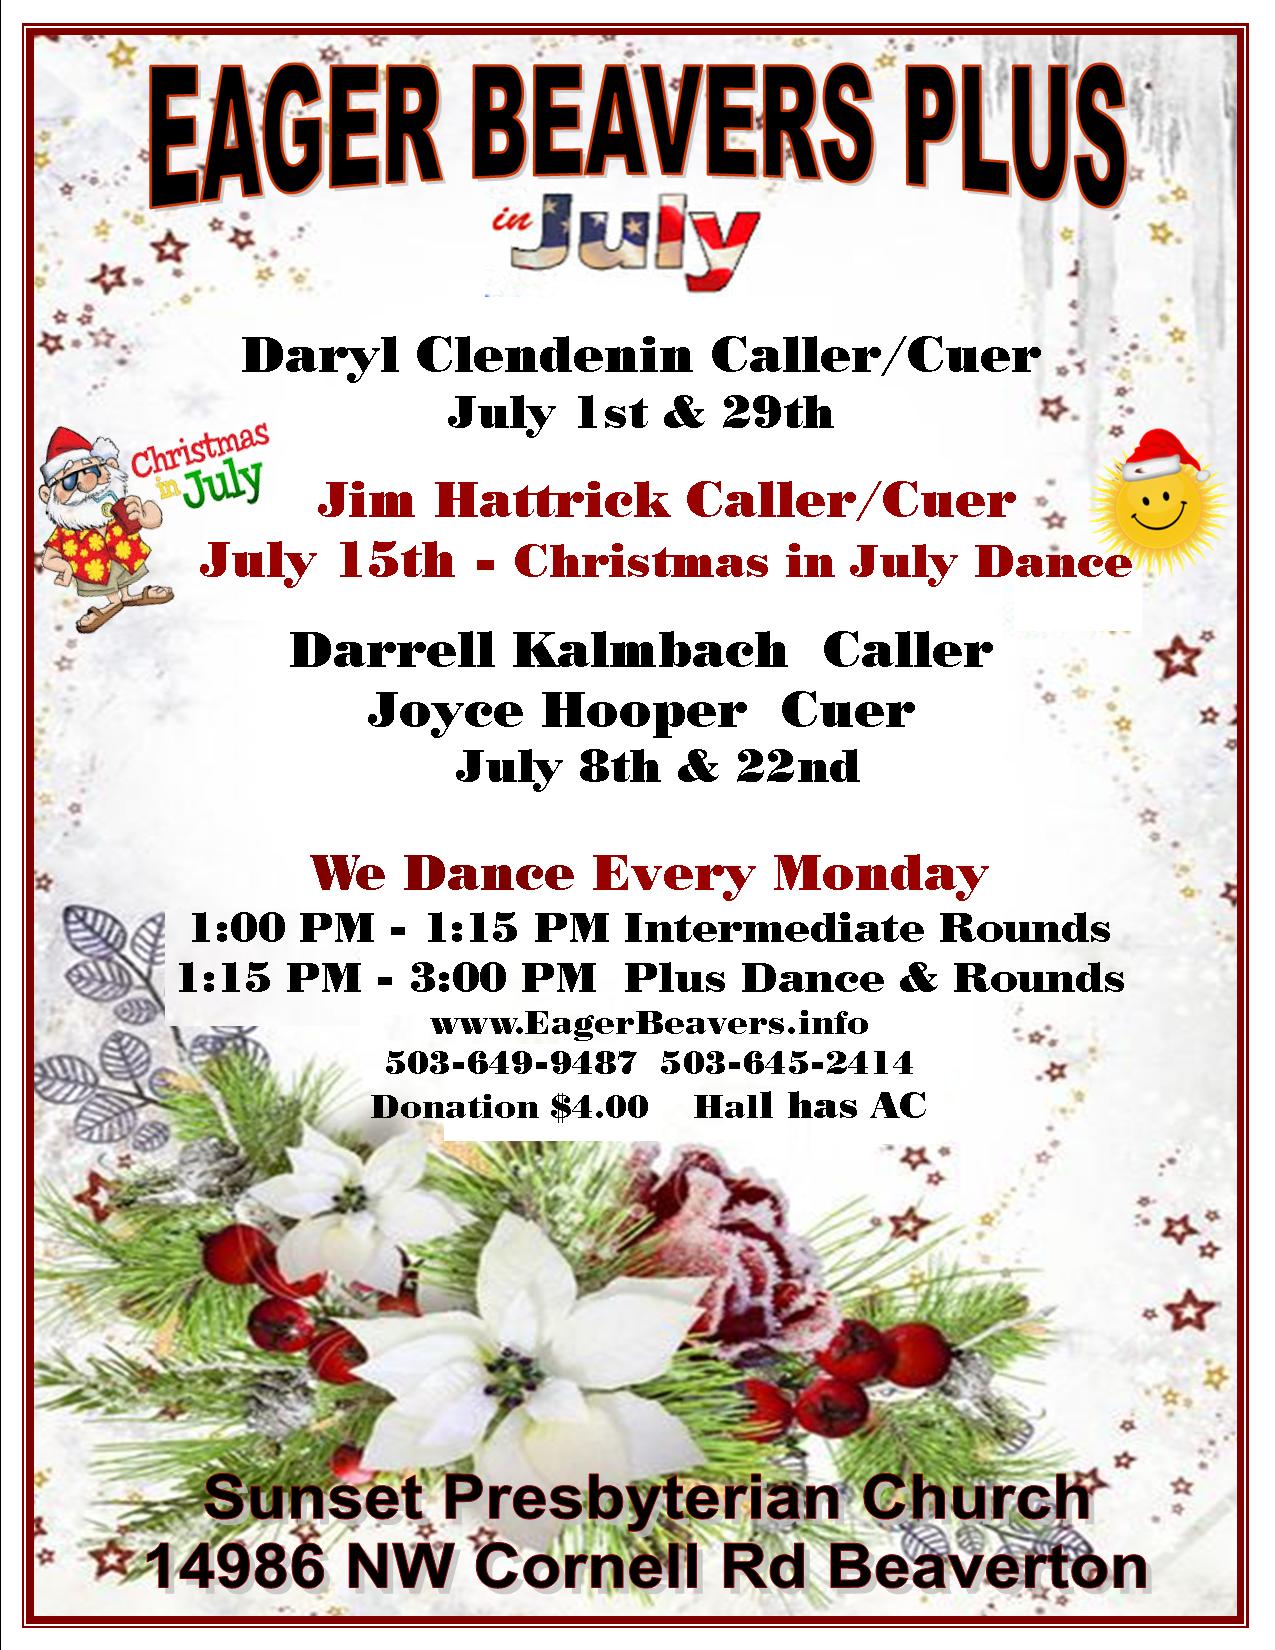 EAGER BEAVERS PLUS
in July
Daryl Clendenin Caller/Cuer
July 1st & 29th
Christmas
in July
Jim Hattrick Caller/Cuer
July 15th - Christmas in July Dance
Darrell Kalmbach Caller
Joyce Hooper Cuer
July 8th & 22nd
We Dance Every Monday
1:00 PM - 1:15 PM Intermediate Rounds
1:15 PM - 3:00 PM Plus Dance & Rounds
www.EagerBeavers.info
503-649-9487 503-645-2414
Donation $4.00 Hall has AC
Sunset Presbyterian Church
14986 NW Cornell Rd Beaverton